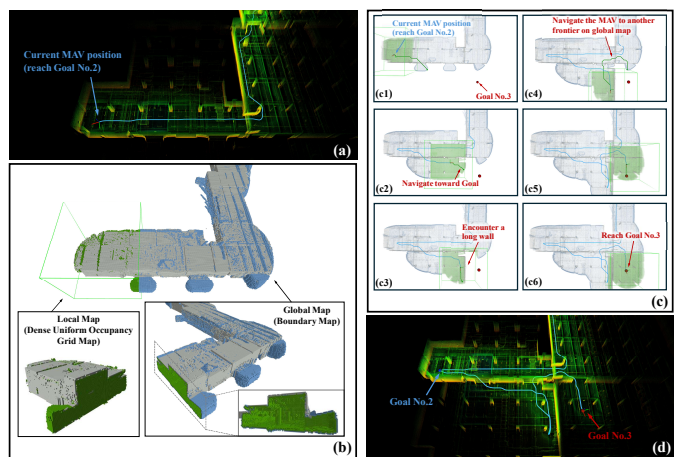 Current MAV position
(reach Goal No.2)
(a)
Local Map
(Dense Uniform Occupancy
Grid Map)
Global Map
(Boundary Map)
(b)
Current MAV position
(reach Goal No.2)
Goal No.3
(c1)
Navigate the MAV to another
frontier on global map
(c4)
Navigate toward Goal
(c2)
(c5)
Encounter a
long wall
(c3)
Reach Goal No.3
(c6)
(c)
Goal No.2
Goal No.3
(d)